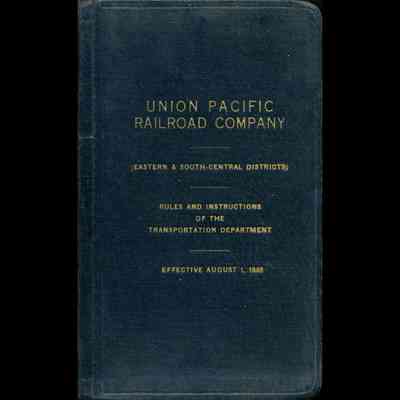 UNION PACIFIC
RAILROAD COMPANY
(EASTERN & SOUTH-CENTRAL DISTRICTS)
RULES AND INSTRUCTIONS
OF THE
TRANSPORTATION DEPARTMENT
EFFECTIVE AUGUST 1,